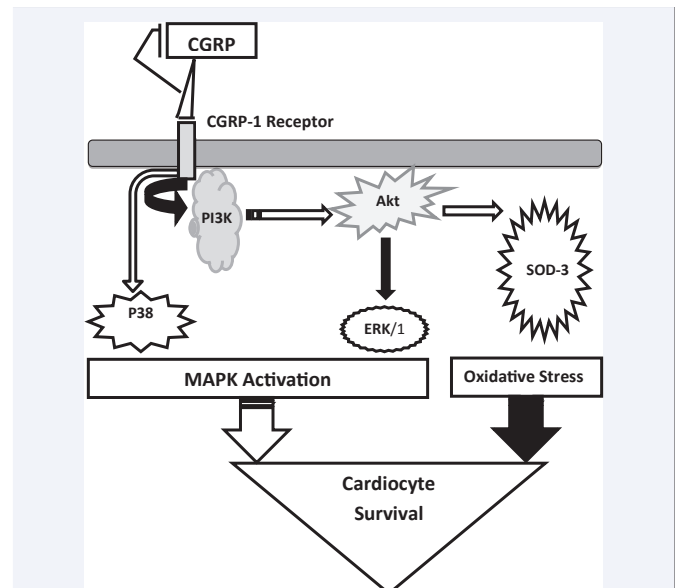 CGRP
CGRP-1 Receptor
PI3K
Akt
SOD-3
P38
ERK/1
MAPK Activation
Oxidative Stress
Cardiocyte
Survival